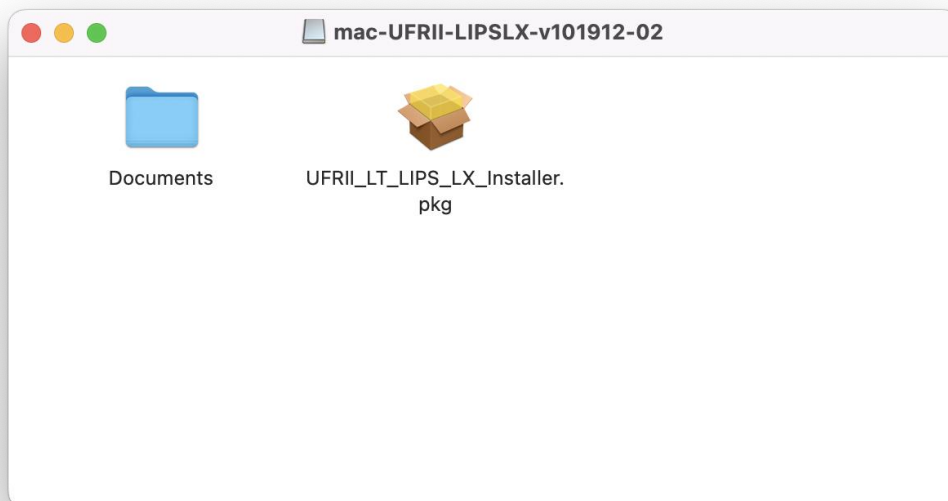 mac-UFRII-LIPSLX-v101912-02
Documents
UFRII_LT_LIPS_LX_Installer.
pkg